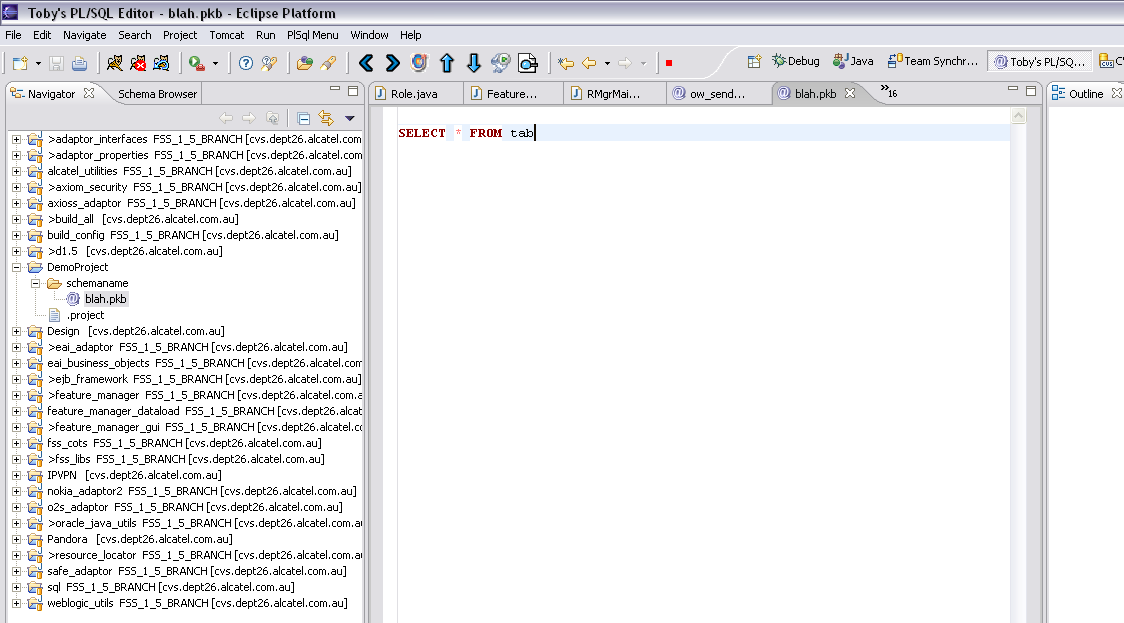 Toby's PL/SQL Editor - blah.pkb - Eclipse Platform
File Edit Navigate Search Project Tomcat Run PlSql Menu Window Help
Debug Java Team Synchr... Toby's PL/SQ...
Navigator Schema Browser Role.java Feature... RMgrMai... ow_send... blah.pkb »16 Outline
SELECT * FROM tab
>adaptor_interfaces FSS_1_5_BRANCH [cvs.dept26.alcatel.com
>adaptor_properties FSS_1_5_BRANCH [cvs.dept26.alcatel.com
alcatel_utilities FSS_1_5_BRANCH [cvs.dept26.alcatel.com.au]
>axiom_security FSS_1_5_BRANCH [cvs.dept26.alcatel.com.au]
axioss_adaptor FSS_1_5_BRANCH [cvs.dept26.alcatel.com.au]
>build_all [cvs.dept26.alcatel.com.au]
build_config FSS_1_5_BRANCH [cvs.dept26.alcatel.com.au]
>d1.5 [cvs.dept26.alcatel.com.au]
DemoProject
schemaname
blah.pkb
.project
Design [cvs.dept26.alcatel.com.au]
>eai_adaptor FSS_1_5_BRANCH [cvs.dept26.alcatel.com.au]
eai_business_objects FSS_1_5_BRANCH [cvs.dept26.alcatel.com
>ejb_framework FSS_1_5_BRANCH [cvs.dept26.alcatel.com.au]
>feature_manager FSS_1_5_BRANCH [cvs.dept26.alcatel.com.a
feature_manager_dataload FSS_1_5_BRANCH [cvs.dept26.alcat
>feature_manager_gui FSS_1_5_BRANCH [cvs.dept26.alcatel.co
fss_cots FSS_1_5_BRANCH [cvs.dept26.alcatel.com.au]
>fss_libs FSS_1_5_BRANCH [cvs.dept26.alcatel.com.au]
IPVPN [cvs.dept26.alcatel.com.au]
nokia_adaptor2 FSS_1_5_BRANCH [cvs.dept26.alcatel.com.au]
o2s_adaptor FSS_1_5_BRANCH [cvs.dept26.alcatel.com.au]
>oracle_java_utils FSS_1_5_BRANCH [cvs.dept26.alcatel.com.au
Pandora [cvs.dept26.alcatel.com.au]
>resource_locator FSS_1_5_BRANCH [cvs.dept26.alcatel.com.au
safe_adaptor FSS_1_5_BRANCH [cvs.dept26.alcatel.com.au]
sql FSS_1_5_BRANCH [cvs.dept26.alcatel.com.au]
weblogic_utils FSS_1_5_BRANCH [cvs.dept26.alcatel.com.au]